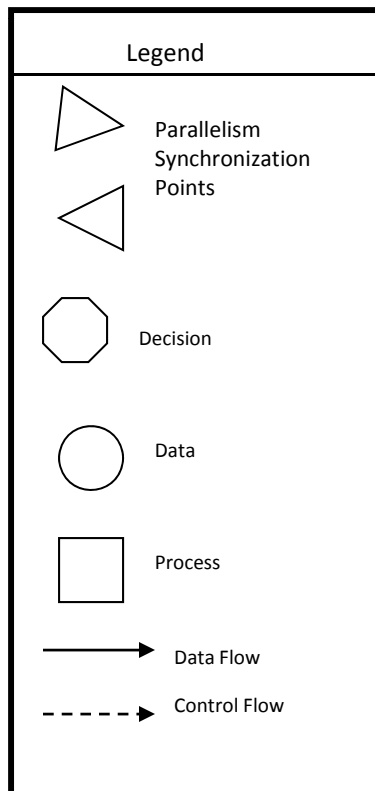 Legend
Parallelism
Synchronization
Points
Decision
Data
Process
Data Flow
Control Flow